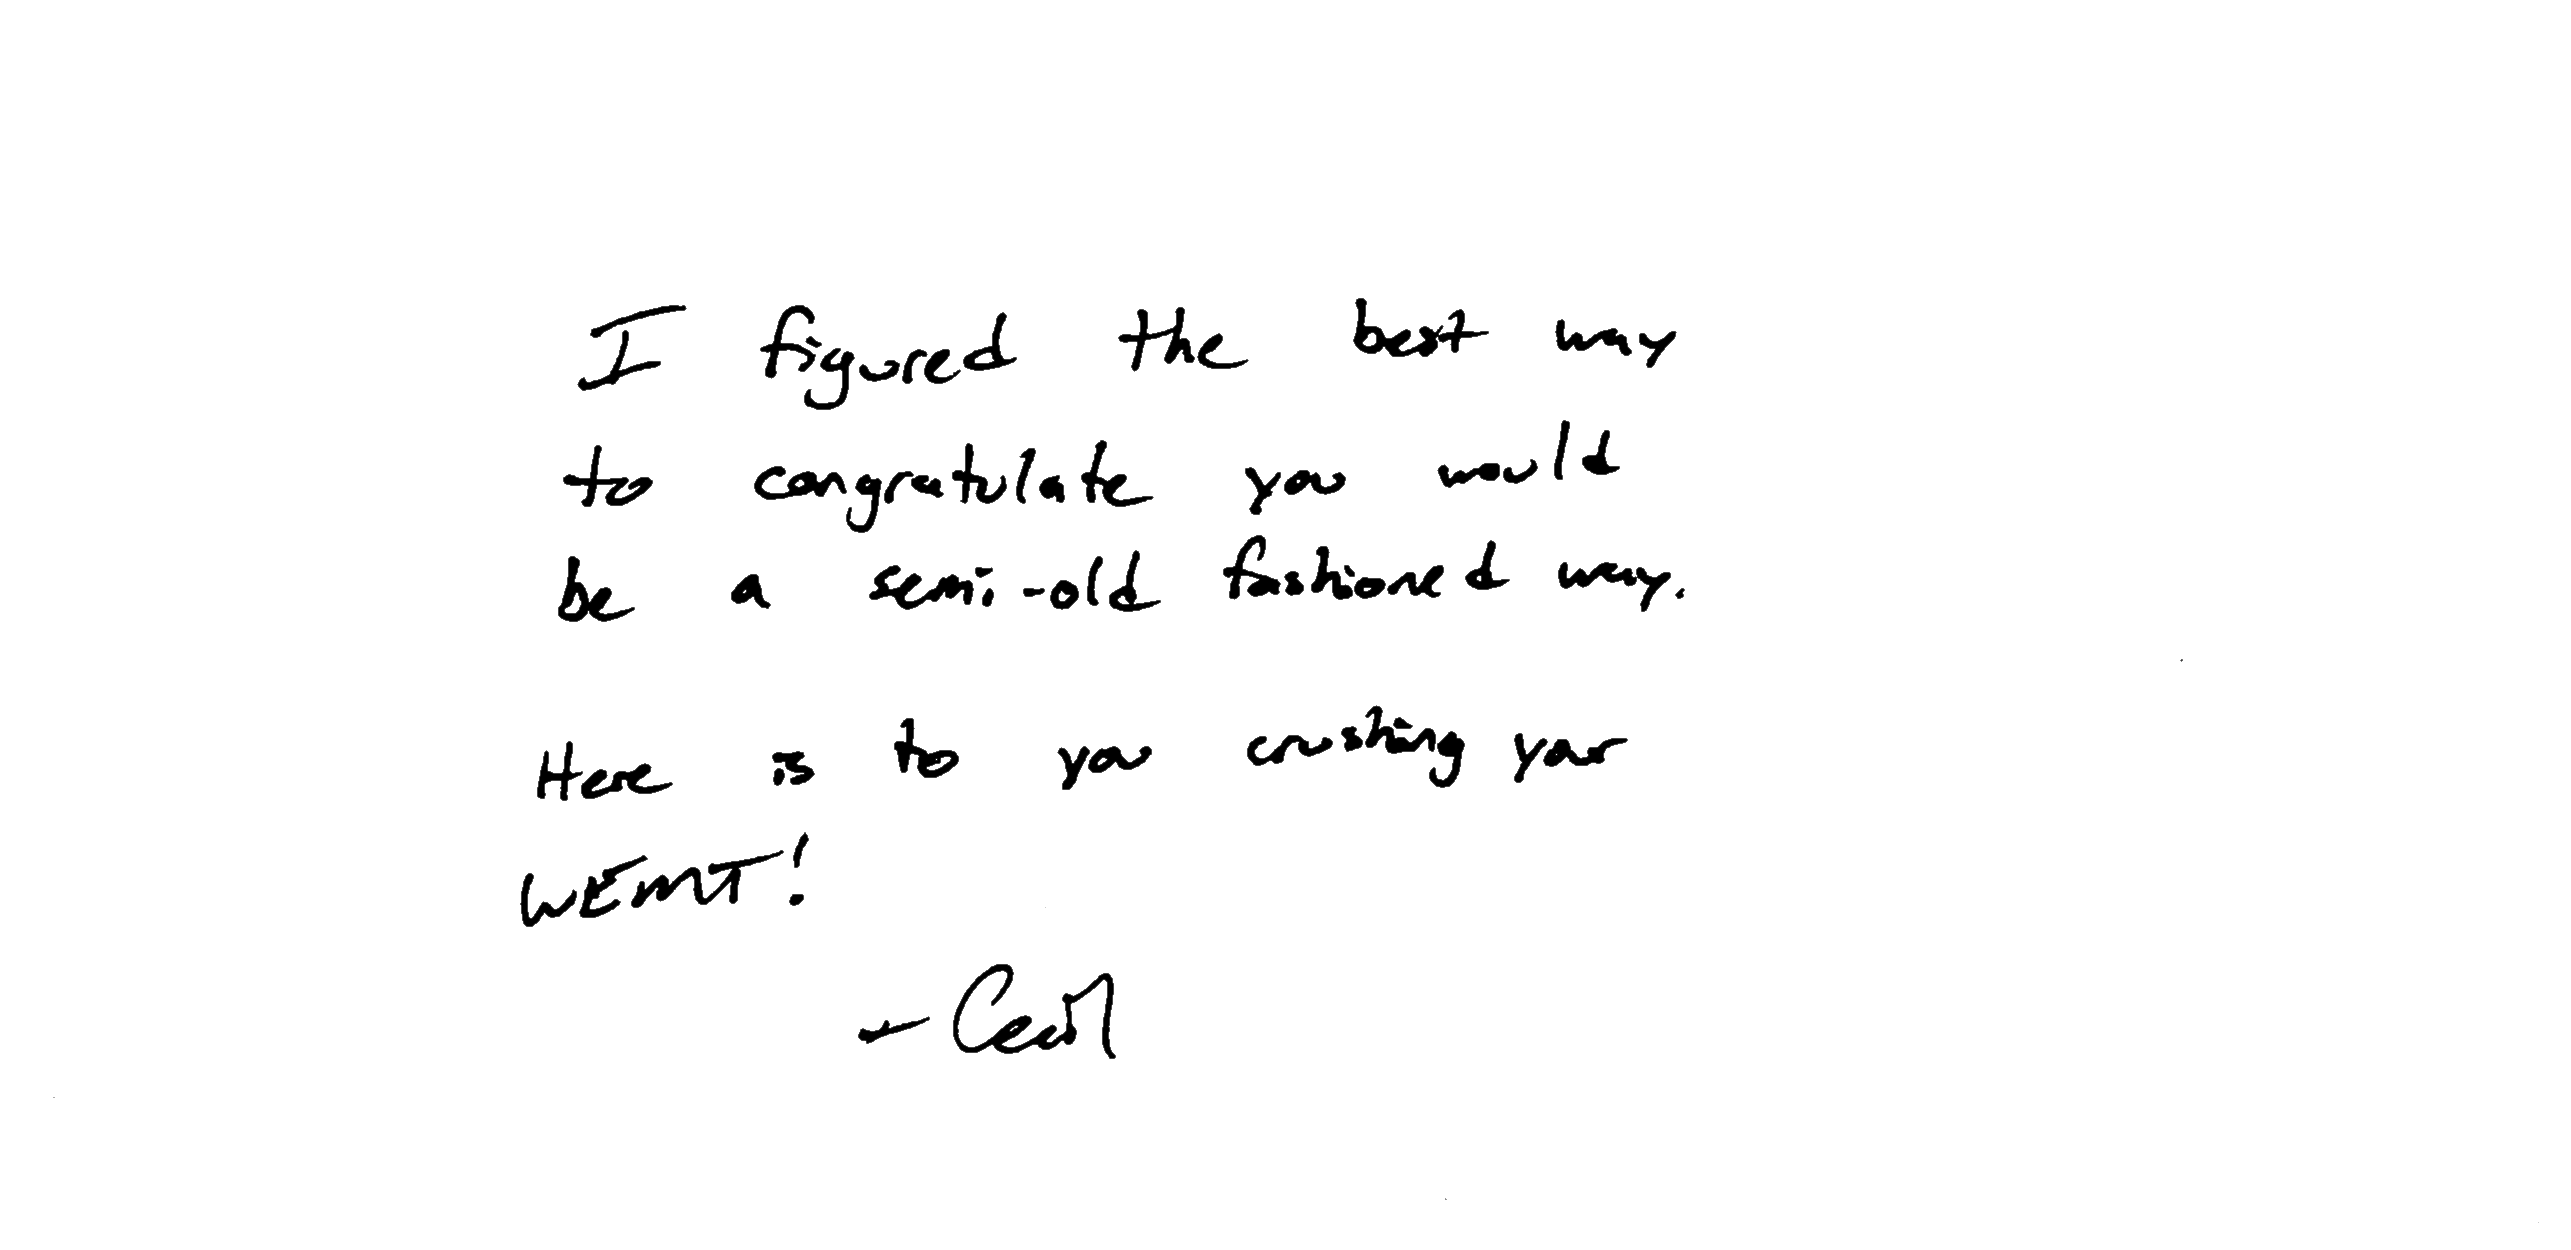 I figured the best way
to congratulate you would
be a semi-old fashioned way.
Here is to you crushing your
WEMT!
- Cecil